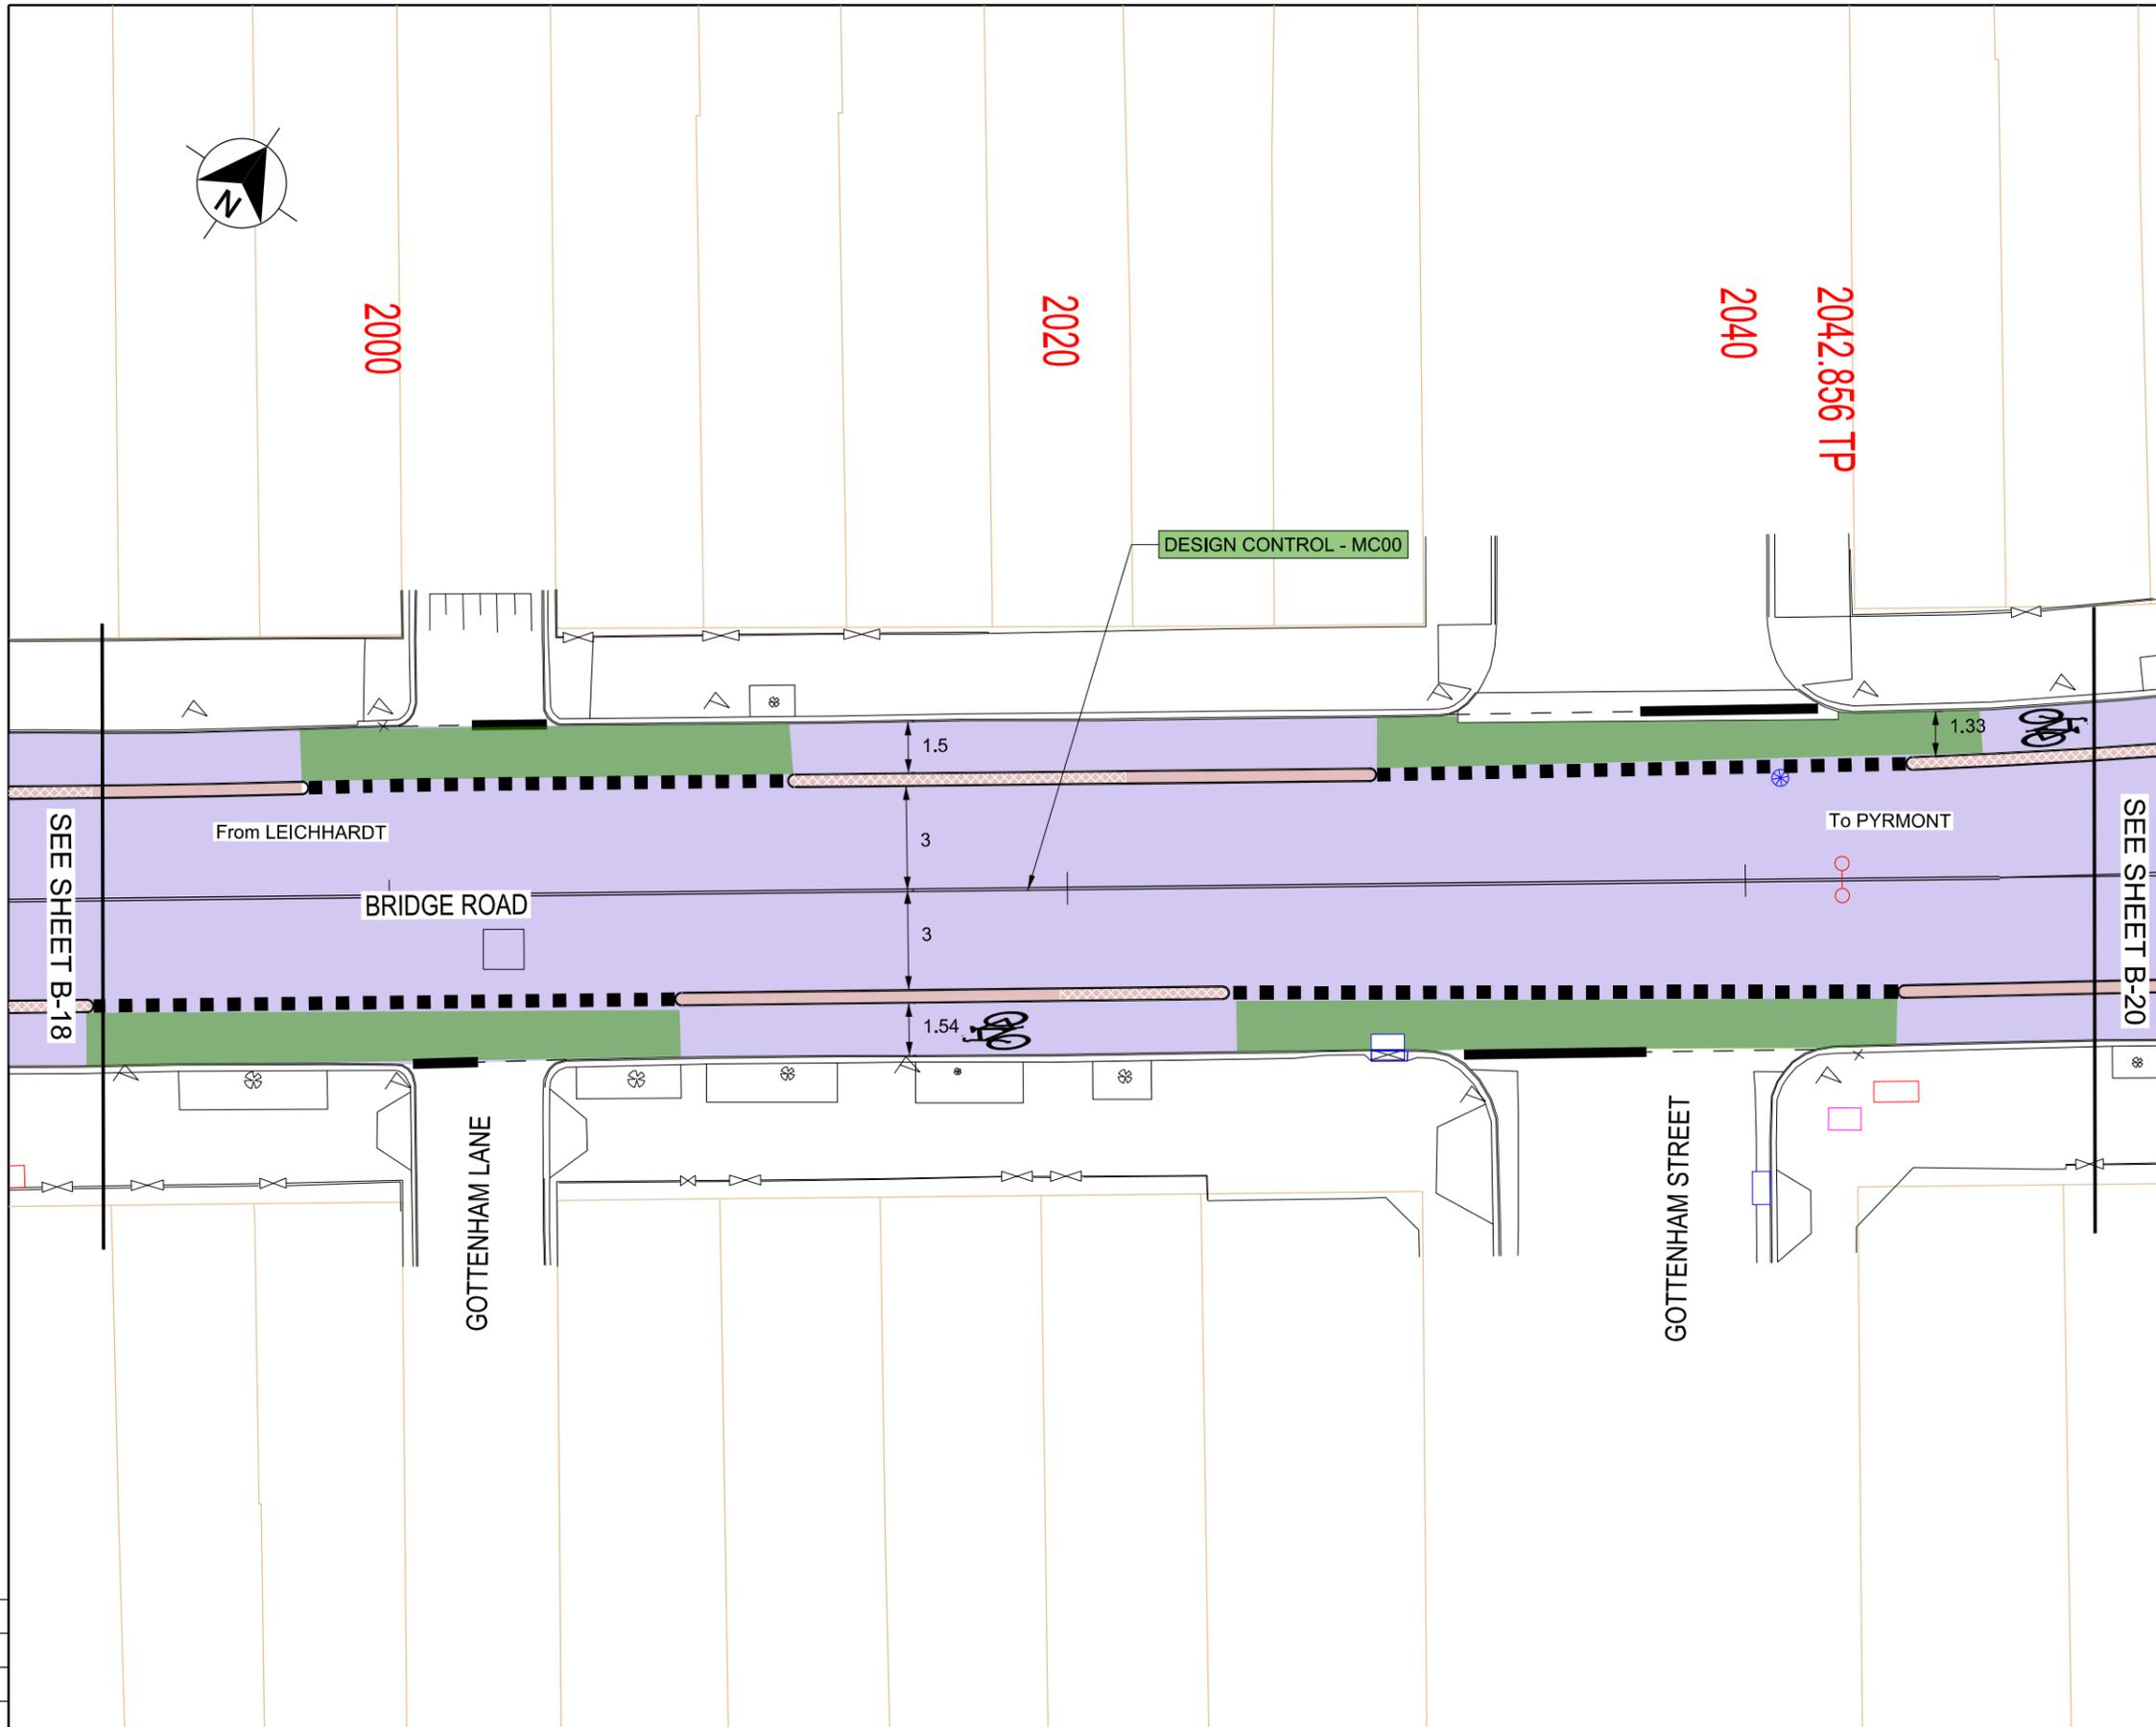 N
2000
2020
2040
2042.856 TP
DESIGN CONTROL - MC00
1.5
1.33
From LEICHHARDT
3
To PYRMONT
SEE SHEET B-18
BRIDGE ROAD
SEE SHEET B-20
3
1.54
GOTTENHAM LANE
GOTTENHAM STREET